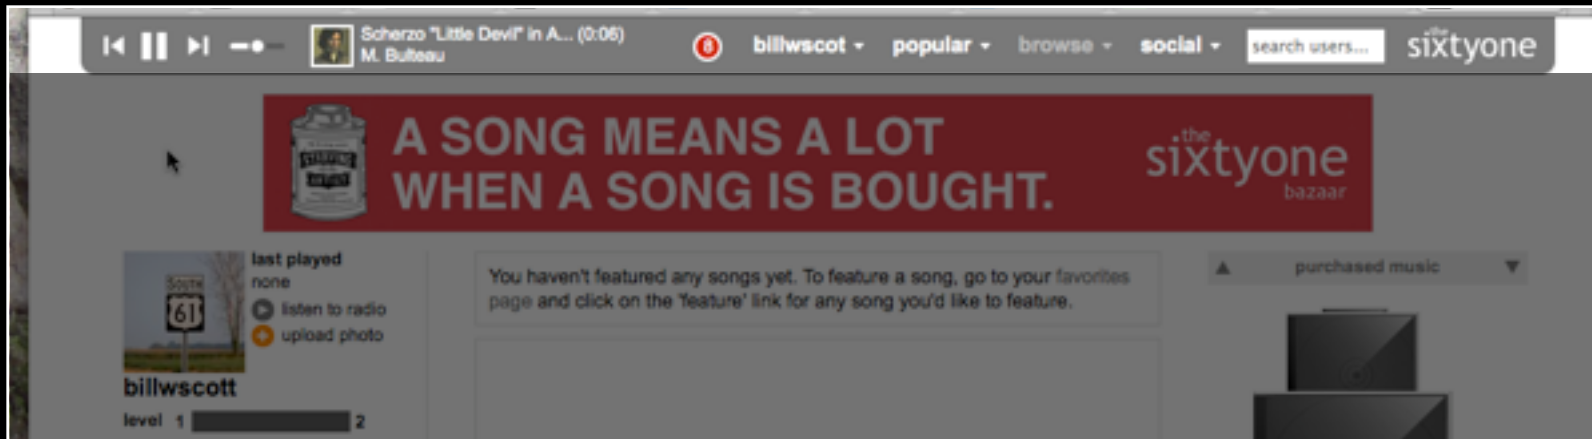 Scherzo "Little Devil" in A... (0:06)
M. Bulteau
8
billwscot
popular
browse
social
search users...
the
sixtyone
A SONG MEANS A LOT
WHEN A SONG IS BOUGHT.
STARVING
ARTIST
the
sixtyone
bazaar
last played
none
listen to radio
upload photo
SOUTH
61
billwscott
level 1 2
You haven't featured any songs yet. To feature a song, go to your favorites
page and click on the 'feature' link for any song you'd like to feature.
purchased music